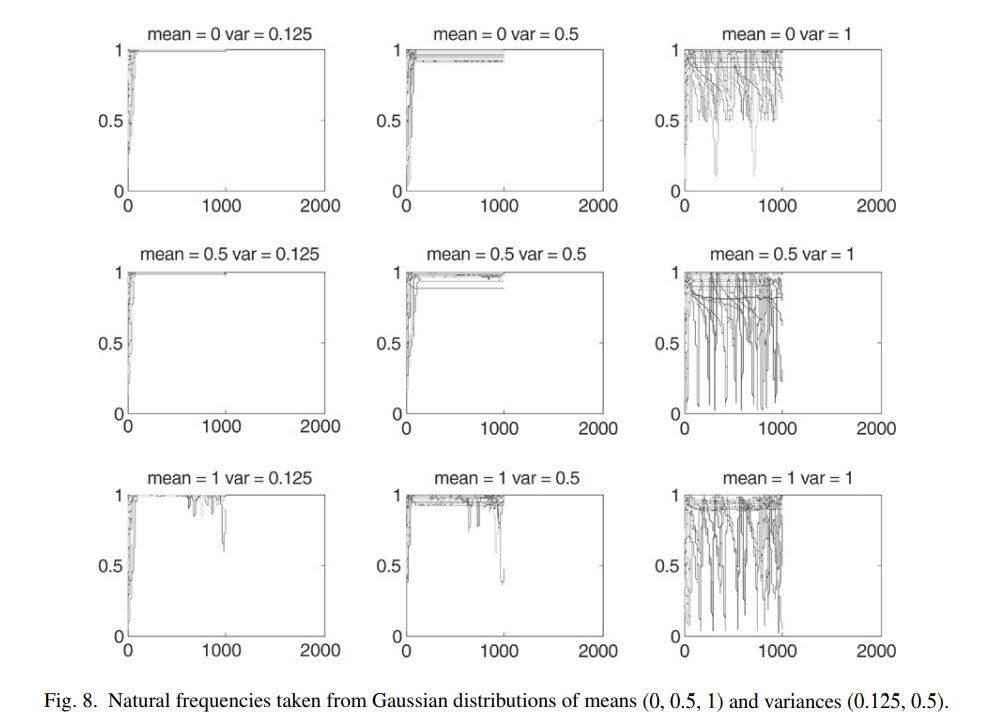 mean = 0 var = 0.125 mean = 0 var = 0.5 mean = 0 var = 1
1 1 1
0.5 0.5 0.5
0 0 0
0 1000 2000 0 1000 2000 0 1000 2000
mean = 0.5 var = 0.125 mean = 0.5 var = 0.5 mean = 0.5 var = 1
1 1 1
0.5 0.5 0.5
0 0 0
0 1000 2000 0 1000 2000 0 1000 2000
mean = 1 var = 0.125 mean = 1 var = 0.5 mean = 1 var = 1
1 1 1
0.5 0.5 0.5
0 0 0
0 1000 2000 0 1000 2000 0 1000 2000
Fig. 8. Natural frequencies taken from Gaussian distributions of means (0, 0.5, 1) and variances (0.125, 0.5).